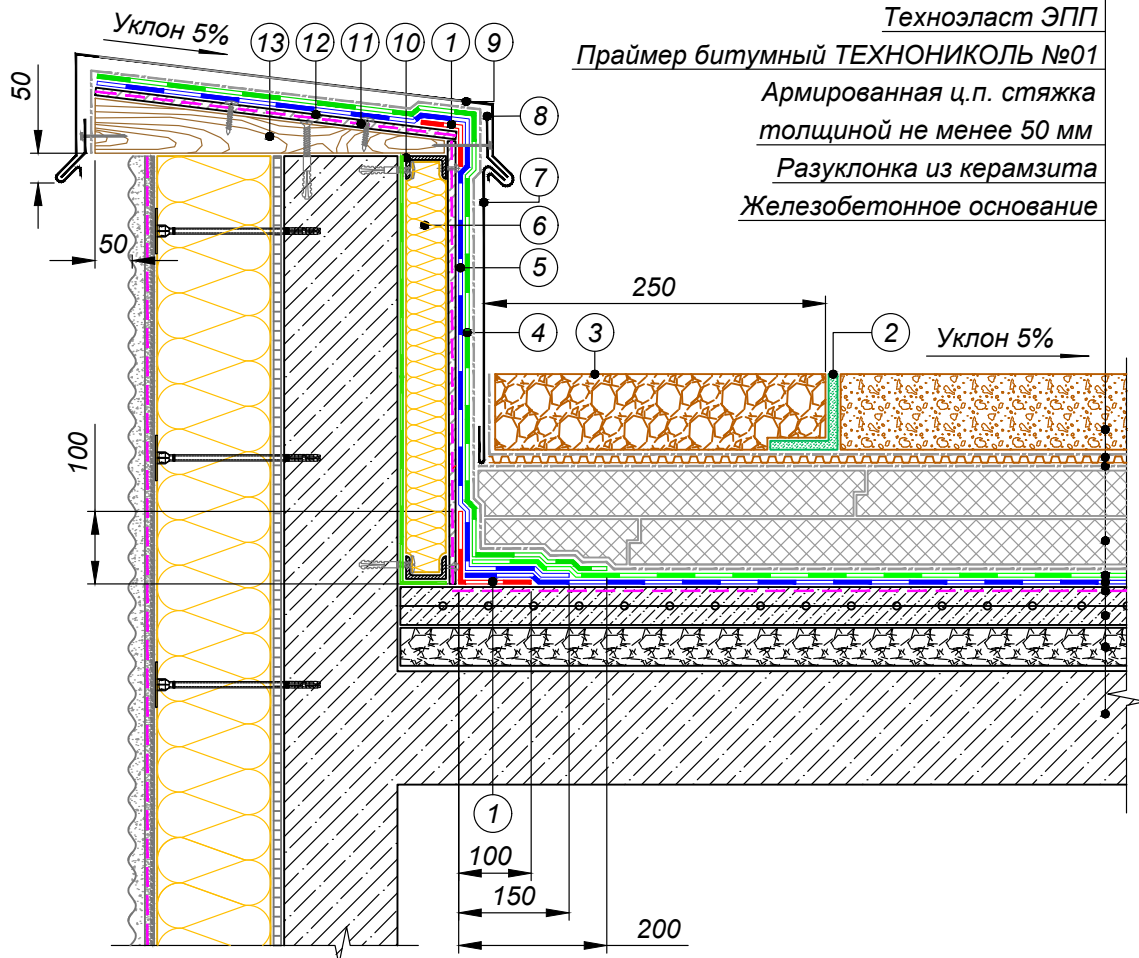 Техноэласт ЭПП
Праймер битумный ТЕХНОНИКОЛЬ №01
Армированная ц.п. стяжка
толщиной не менее 50 мм
Разуклонка из керамзита
Железобетонное основание
Уклон 5%
13 12 11 10 1 9
8
7
6
5
4
3
2
50
50
250
Уклон 5%
100
1
100
150
200